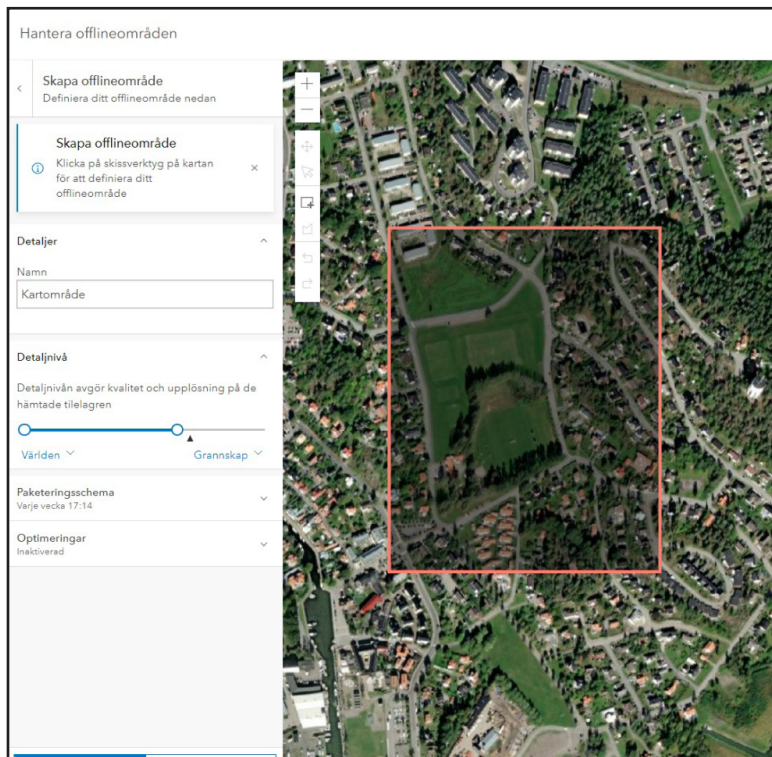 Hantera offlineområden
Skapa offlineområde
Definiera ditt offlineområde nedan
Skapa offlineområde
Klicka på skissverktyg på kartan
för att definiera ditt
offlineområde
Detaljer
Namn
Kartområde
Detaljnivå
Detaljnivån avgör kvalitet och upplösning på de
hämtade tilelagren
Världen
Grannskap
Paketeringsschema
Varje vecka 17:14
Optimeringar
Inaktiverad